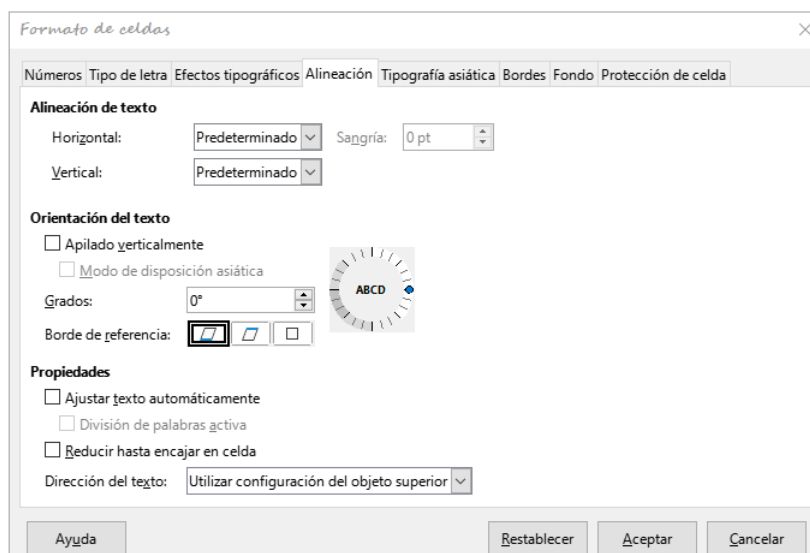 Formato de celdas
Números Tipo de letra Efectos tipográficos Alineación Tipografía asiática Bordes Fondo Protección de celda
Alineación de texto
Horizontal: Predeterminado Sangría: 0 pt
Vertical: Predeterminado
Orientación del texto
Apilado verticalmente
Modo de disposición asiática
ABCD
Grados: 0°
Borde de referencia:
Propiedades
Ajustar texto automáticamente
División de palabras activa
Reducir hasta encajar en celda
Dirección del texto: Utilizar configuración del objeto superior
Ayuda Restablecer Aceptar Cancelar